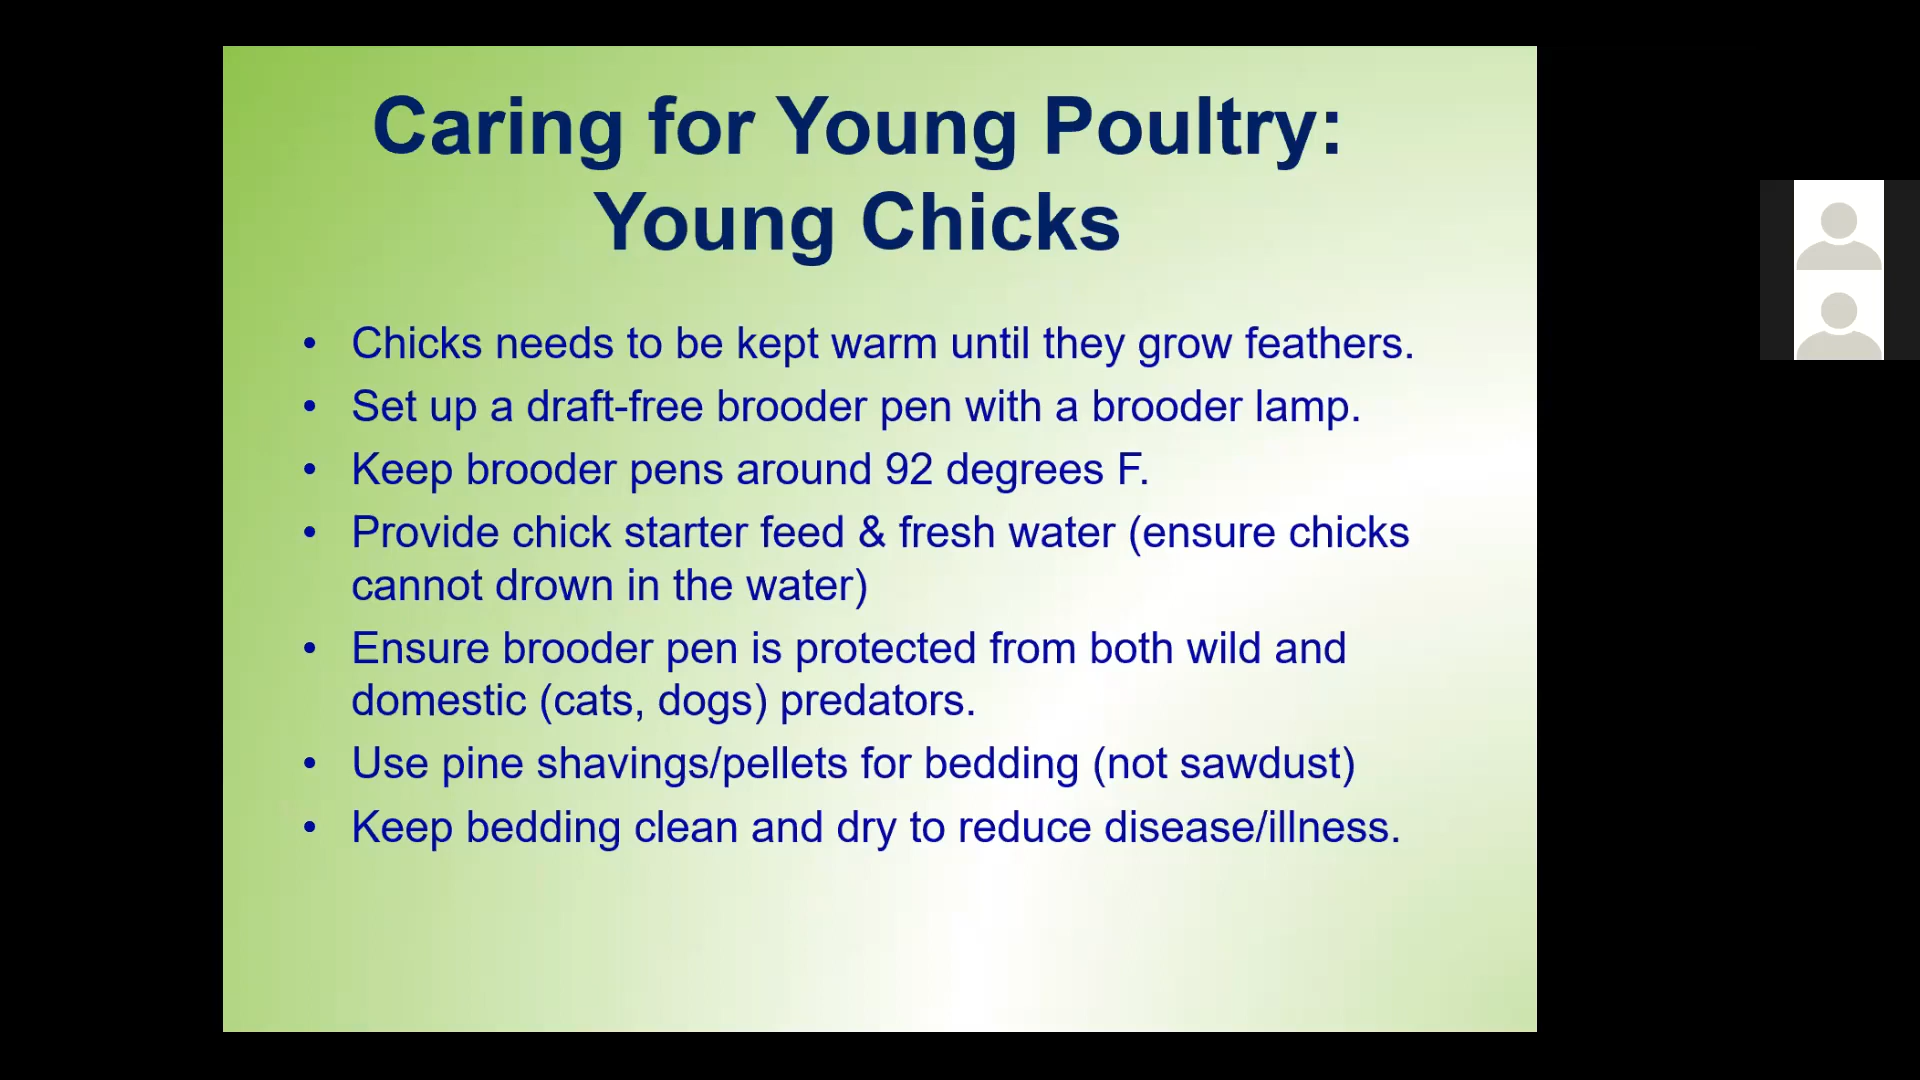 Caring for Young Poultry:
Young Chicks
• Chicks needs to be kept warm until they grow feathers.
• Set up a draft-free brooder pen with a brooder lamp.
• Keep brooder pens around 92 degrees F.
• Provide chick starter feed & fresh water (ensure chicks
cannot drown in the water)
• Ensure brooder pen is protected from both wild and
domestic (cats, dogs) predators.
• Use pine shavings/pellets for bedding (not sawdust)
• Keep bedding clean and dry to reduce disease/illness.